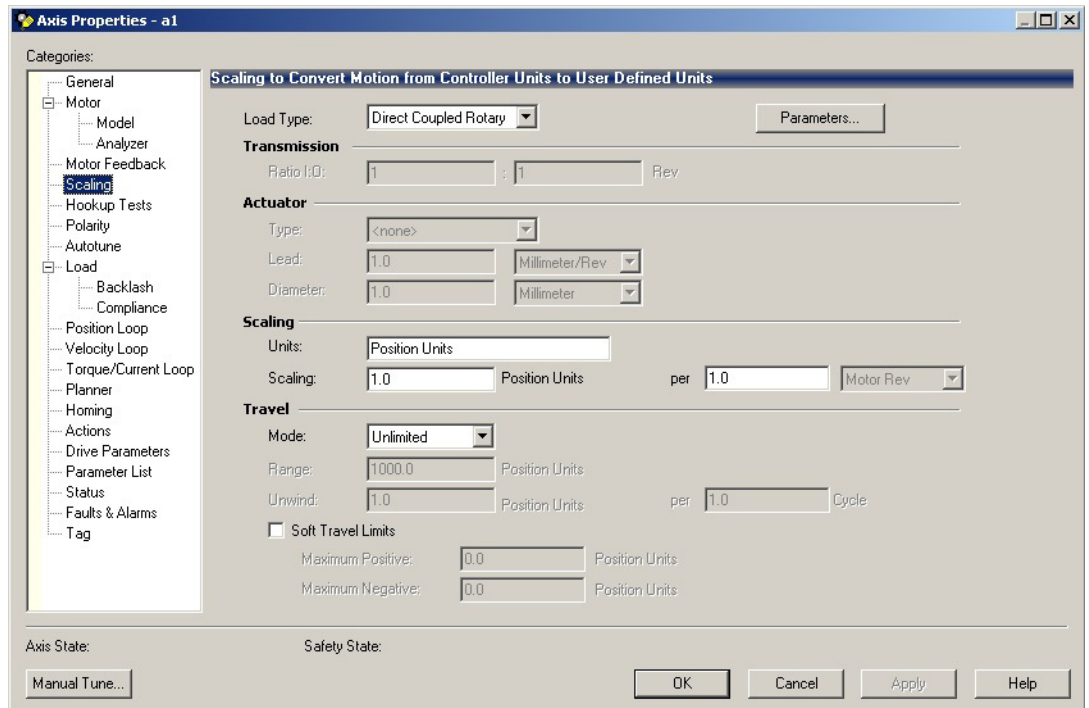 Axis Properties - a1
Categories:
General
Motor
Model
Analyzer
Motor Feedback
Scaling
Hookup Tests
Polarity
Autotune
Load
Backlash
Compliance
Position Loop
Velocity Loop
Torque/Current Loop
Planner
Homing
Actions
Drive Parameters
Parameter List
Status
Faults & Alarms
Tag
Scaling to Convert Motion from Controller Units to User Defined Units
Load Type: Direct Coupled Rotary Parameters...
Transmission
Ratio I:O: 1 : 1 Rev
Actuator
Type: <none>
Lead: 1.0 Millimeter/Rev
Diameter: 1.0 Millimeter
Scaling
Units: Position Units
Scaling: 1.0 Position Units per 1.0 Motor Rev
Travel
Mode: Unlimited
Range: 1000.0 Position Units
Unwind: 1.0 Position Units per 1.0 Cycle
Soft Travel Limits
Maximum Positive: 0.0 Position Units
Maximum Negative: 0.0 Position Units
Axis State: Safety State:
Manual Tune... OK Cancel Apply Help